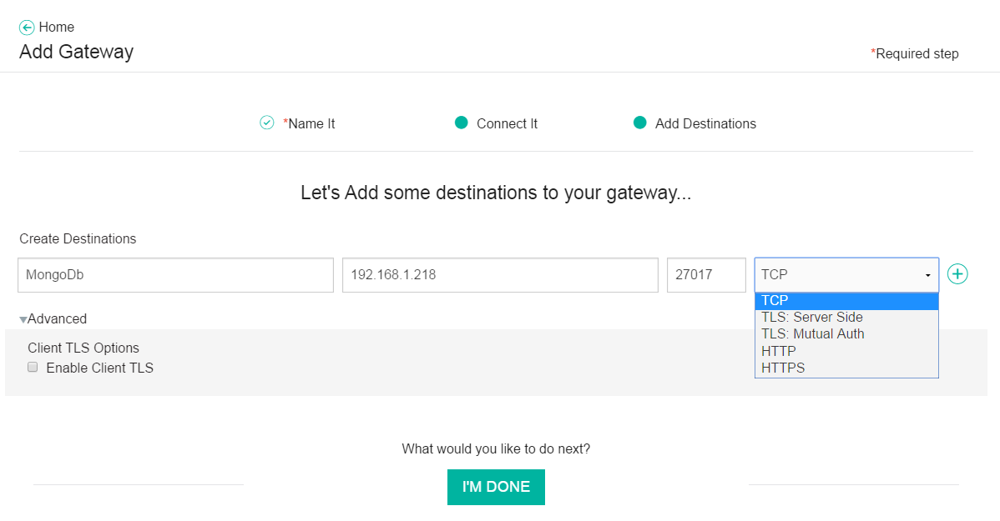 Home
Add Gateway
*Required step
*Name It
Connect It
Add Destinations
Let's Add some destinations to your gateway...
Create Destinations
MongoDb
192.168.1.218
27017
TCP
TCP
TLS: Server Side
TLS: Mutual Auth
HTTP
HTTPS
Advanced
Client TLS Options
Enable Client TLS
What would you like to do next?
I'M DONE